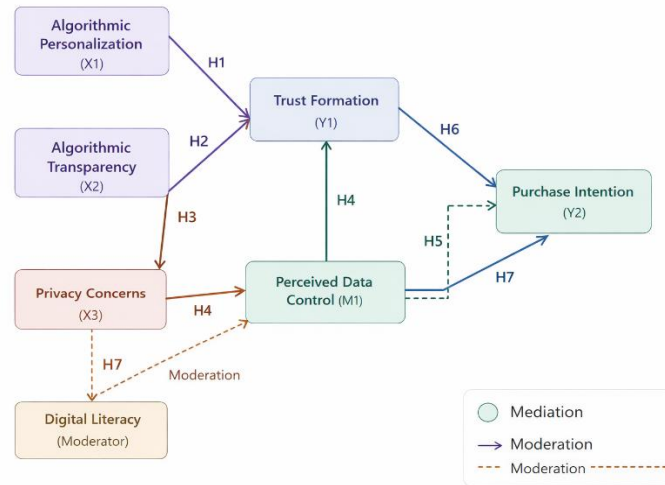 Algorithmic
Personalization
(X1)
H1
Trust Formation
(Y1)
H6
Algorithmic
Transparency
(X2)
H2
H3
H4
Purchase Intention
(Y2)
H5
H7
Privacy Concerns
(X3)
H4
Perceived Data
Control (M1)
H7
Moderation
Digital Literacy
(Moderator)
Mediation
Moderation
Moderation